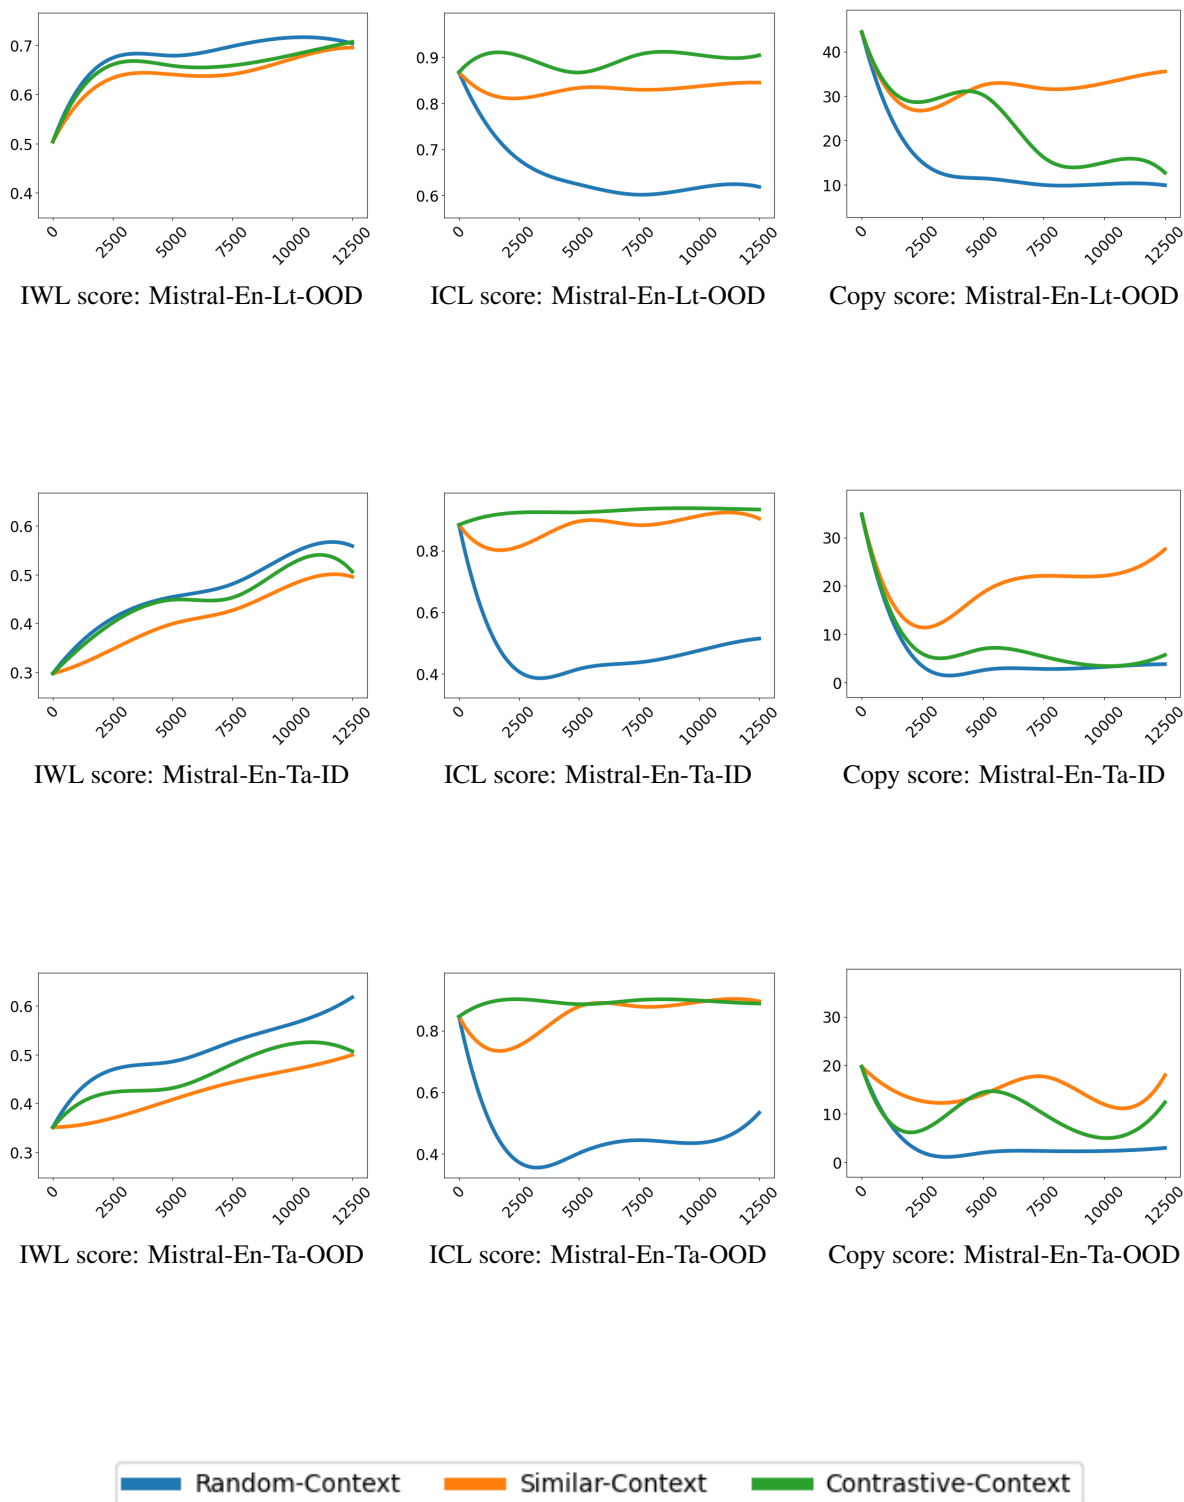 0.7
0.6
0.5
0.4
0 2500 5000 7500 10000 12500
IWL score: Mistral-En-Lt-OOD
0.9
0.8
0.7
0.6
0 2500 5000 7500 10000 12500
ICL score: Mistral-En-Lt-OOD
40
30
20
10
0 2500 5000 7500 10000 12500
Copy score: Mistral-En-Lt-OOD
0.6
0.5
0.4
0.3
0 2500 5000 7500 10000 12500
IWL score: Mistral-En-Ta-ID
0.8
0.6
0.4
0 2500 5000 7500 10000 12500
ICL score: Mistral-En-Ta-ID
30
20
10
0
0 2500 5000 7500 10000 12500
Copy score: Mistral-En-Ta-ID
0.6
0.5
0.4
0.3
0 2500 5000 7500 10000 12500
IWL score: Mistral-En-Ta-OOD
0.8
0.6
0.4
0 2500 5000 7500 10000 12500
ICL score: Mistral-En-Ta-OOD
30
20
10
0
0 2500 5000 7500 10000 12500
Copy score: Mistral-En-Ta-OOD
Random-Context Similar-Context Contrastive-Context